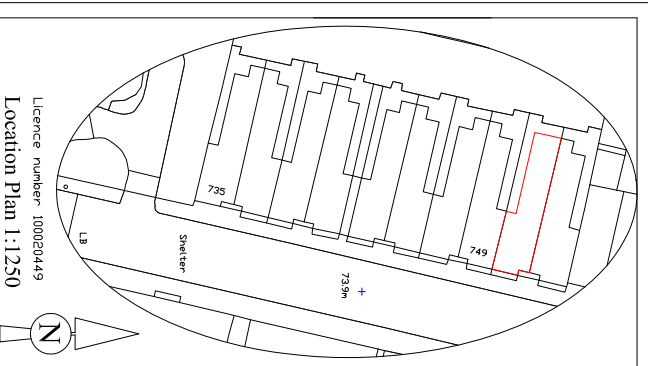 735
749
LB
Shelter
73.9m
Licence number 100020449
Location Plan 1:1250
N